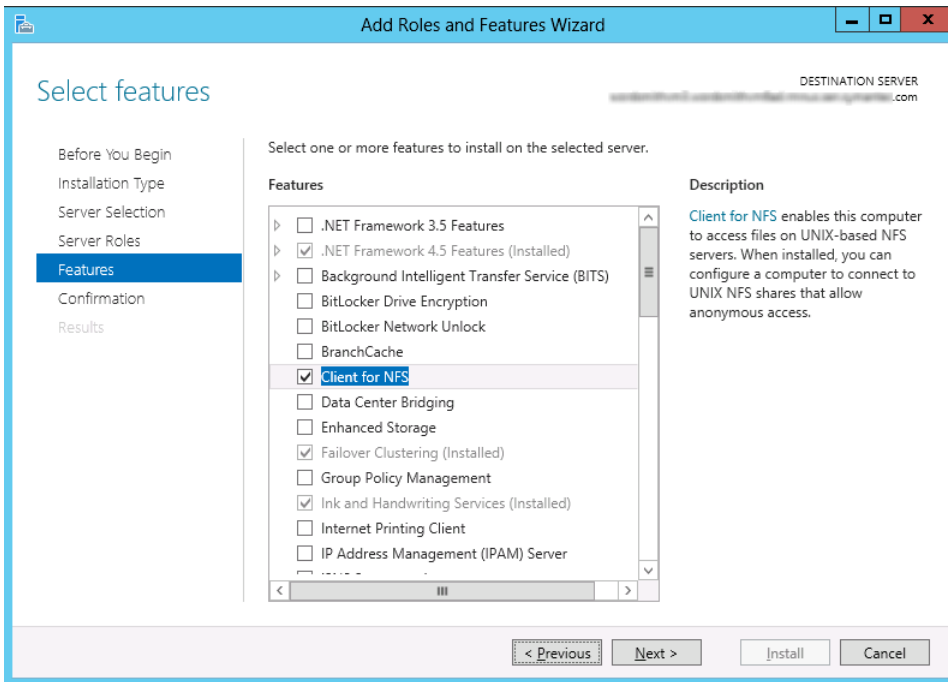 Add Roles and Features Wizard
Select features
DESTINATION SERVER
.com
Before You Begin
Installation Type
Server Selection
Server Roles
Features
Confirmation
Results
Select one or more features to install on the selected server.
Features
.NET Framework 3.5 Features
.NET Framework 4.5 Features (Installed)
Background Intelligent Transfer Service (BITS)
BitLocker Drive Encryption
BitLocker Network Unlock
BranchCache
Client for NFS
Data Center Bridging
Enhanced Storage
Failover Clustering (Installed)
Group Policy Management
Ink and Handwriting Services (Installed)
Internet Printing Client
IP Address Management (IPAM) Server
Description
Client for NFS enables this computer
to access files on UNIX-based NFS
servers. When installed, you can
configure a computer to connect to
UNIX NFS shares that allow
anonymous access.
< Previous
Next >
Install
Cancel